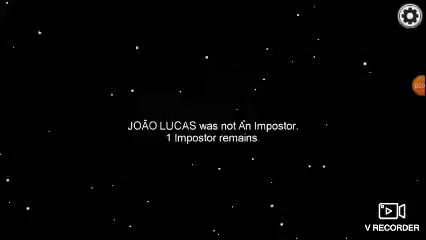 JOÃO LUCAS was not An Impostor.
1 Impostor remains.
V RECORDER